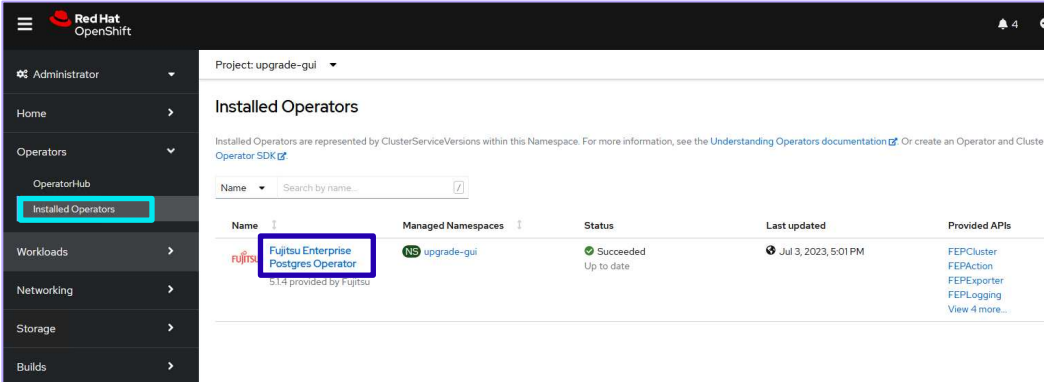 Red Hat
OpenShift
4
Administrator
Home
Operators
OperatorHub
Installed Operators
Workloads
Networking
Storage
Builds
Project: upgrade-gui
Installed Operators
Installed Operators are represented by ClusterServiceVersions within this Namespace. For more information, see the Understanding Operators documentation. Or create an Operator and Cluste
Operator SDK.
Name Search by name... /
Name Managed Namespaces Status Last updated Provided APIs
FUJITSU Fujitsu Enterprise NS upgrade-gui Succeeded Jul 3, 2023, 5:01 PM FEPCluster
Postgres Operator Up to date FEPAction
5.1.4 provided by Fujitsu FEPExporter
FEPLogging
View 4 more...